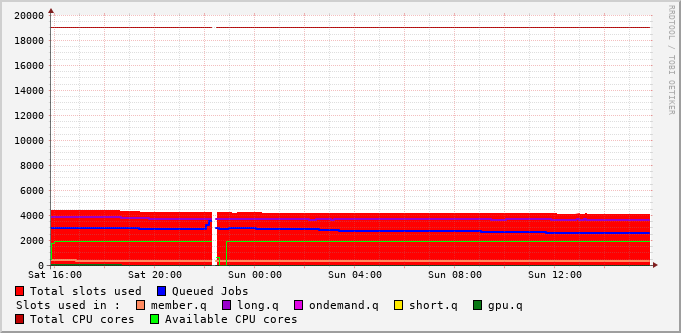 20000
18000
16000
14000
12000
10000
8000
6000
4000
2000
0
Sat 16:00 Sat 20:00 Sun 00:00 Sun 04:00 Sun 08:00 Sun 12:00
Total slots used Queued Jobs
Slots used in : member.q long.q ondemand.q short.q gpu.q
Total CPU cores Available CPU cores
RRDTOOL / TOBI OETIKER